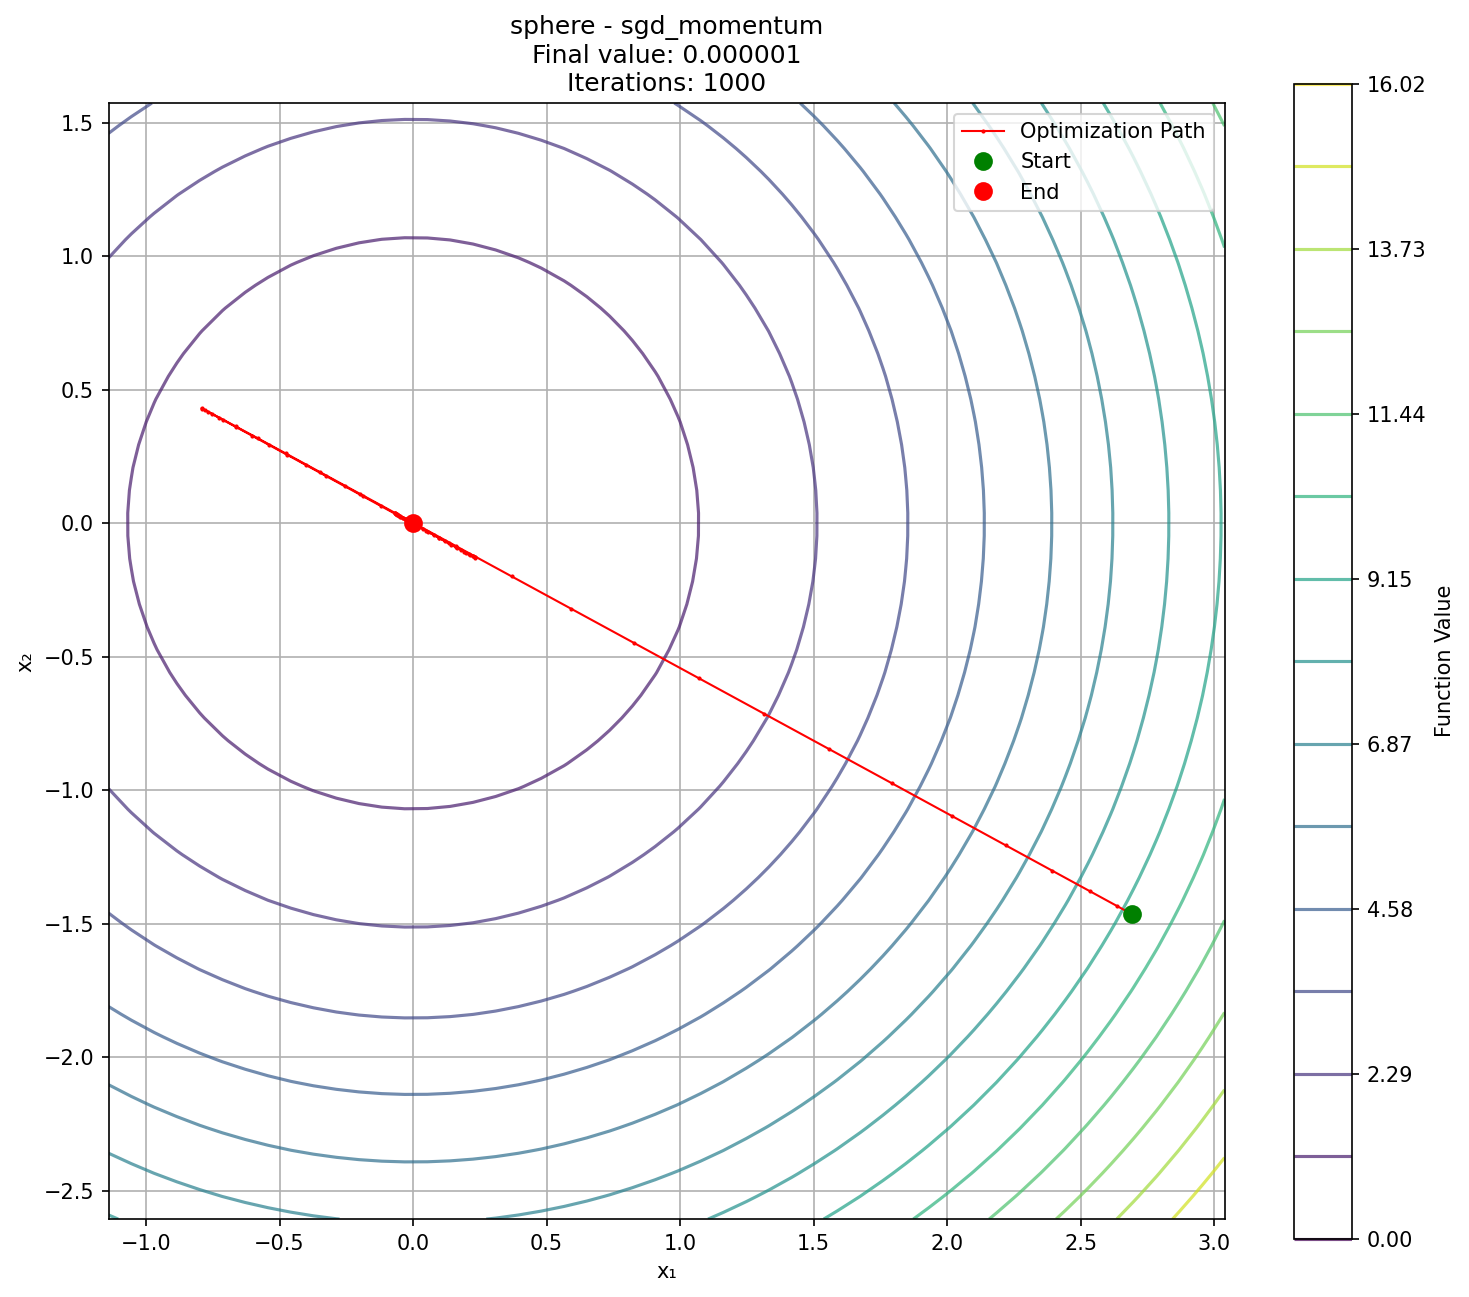 sphere - sgd_momentum
Final value: 0.000001
Iterations: 1000
Optimization Path
Start
End
1.5
1.0
0.5
0.0
−0.5
−1.0
−1.5
−2.0
−2.5
x₂
−1.0
−0.5
0.0
0.5
1.0
1.5
2.0
2.5
3.0
x₁
16.02
13.73
11.44
9.15
6.87
4.58
2.29
0.00
Function Value